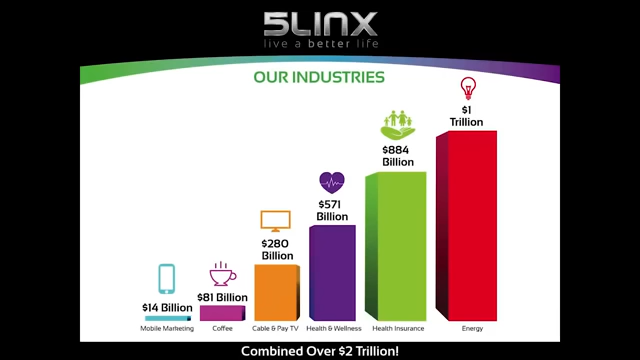 5LINX
live a better life
OUR INDUSTRIES
$1
Trillion
$884
Billion
$571
Billion
$280
Billion
$81 Billion
$14 Billion
Mobile Marketing
Coffee
Cable & Pay TV
Health & Wellness
Health Insurance
Energy
Combined Over $2 Trillion!